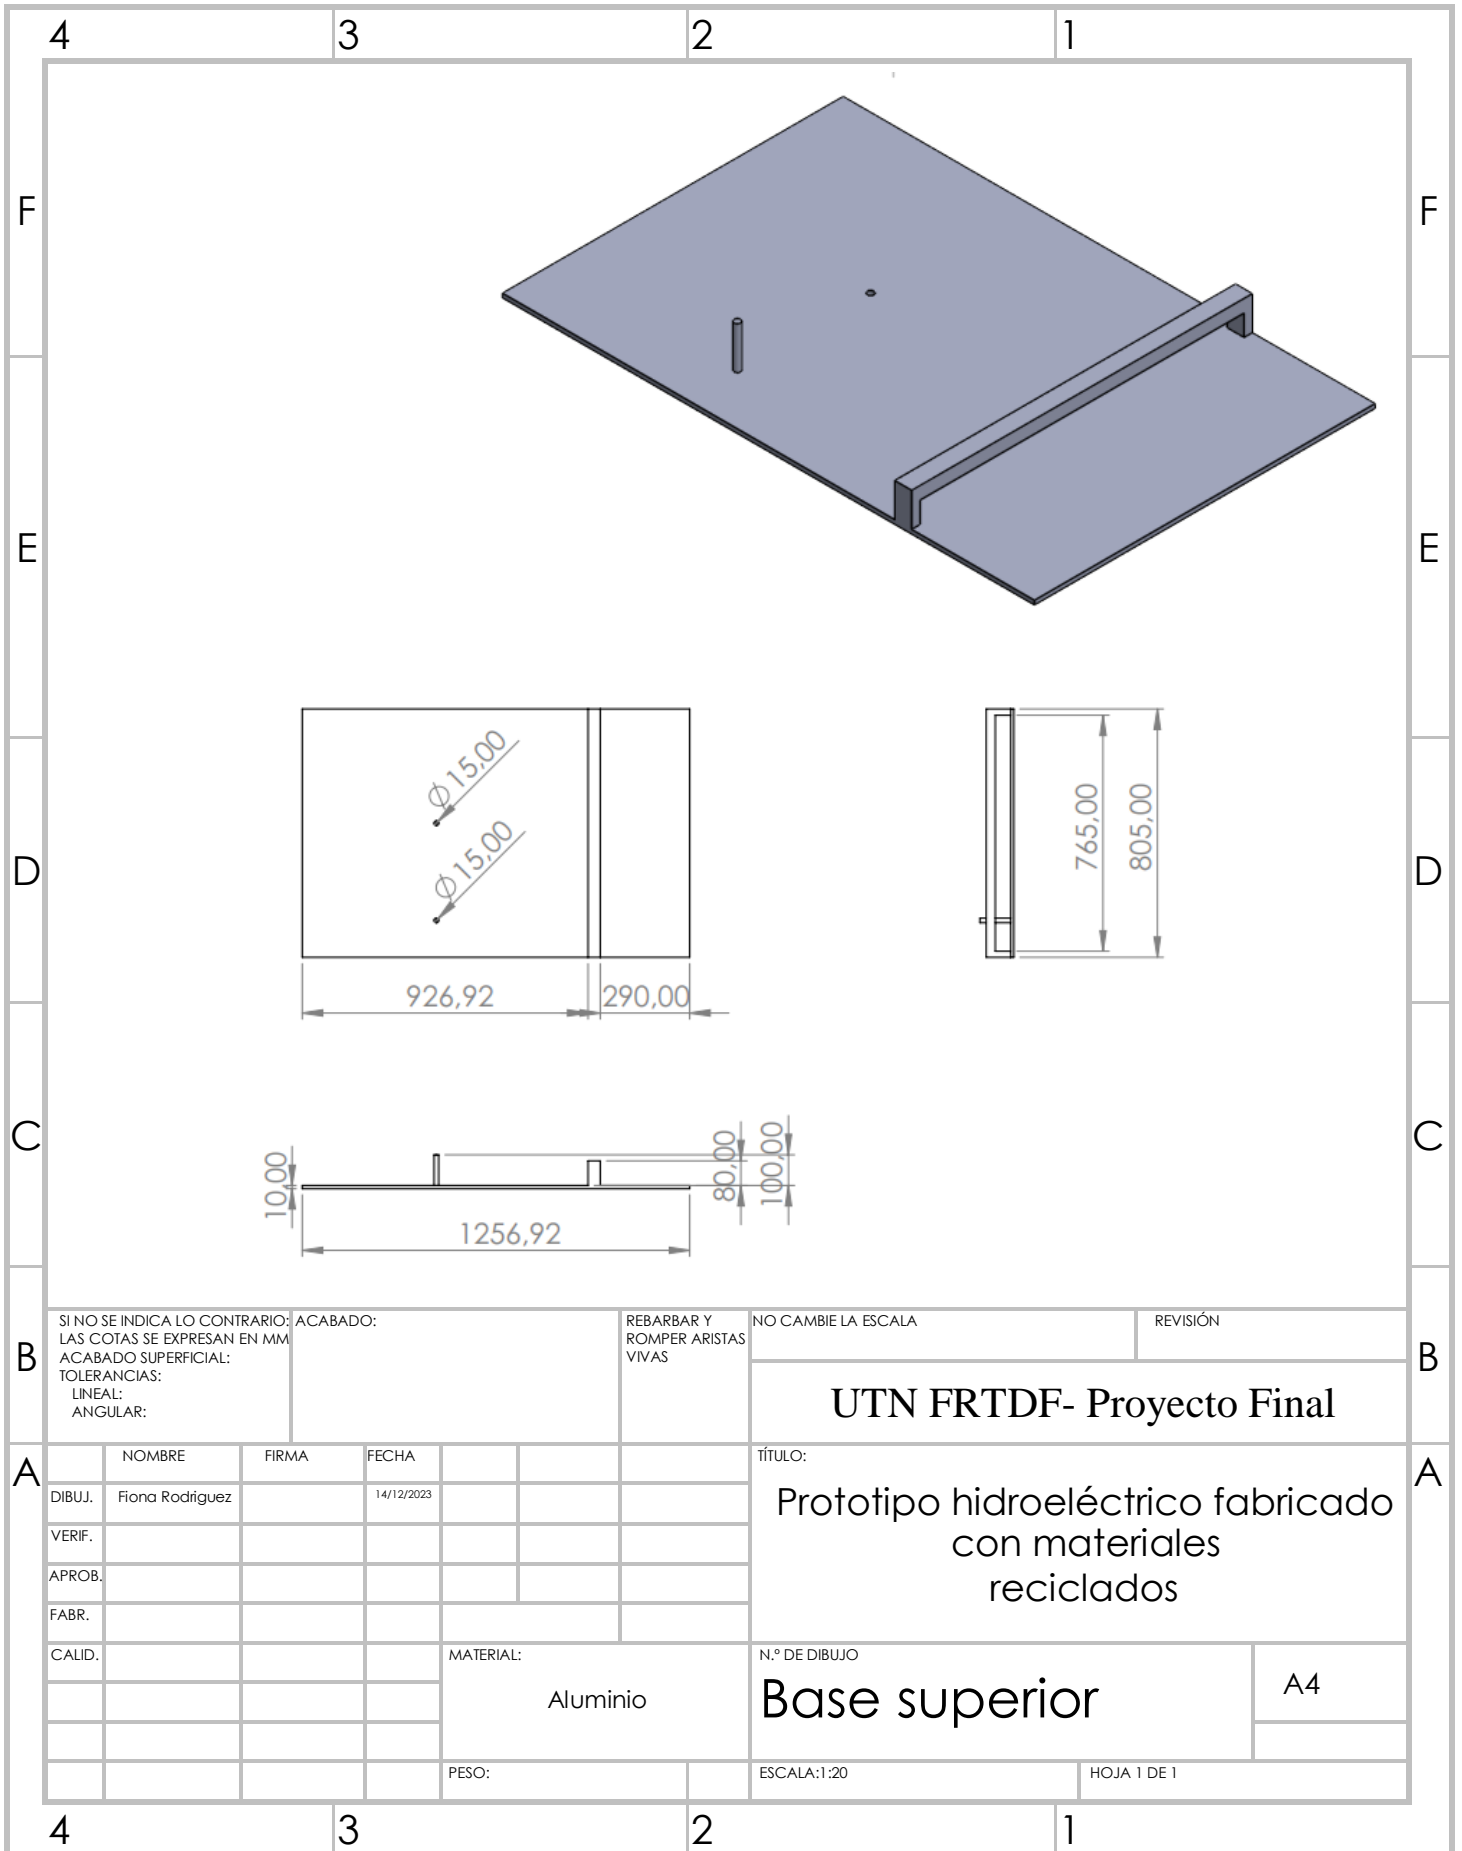 4 3 2 1
F F
E E
D D
C C
B B
A A
Ø15,00
Ø15,00
926,92 290,00
765,00
805,00
10,00
80,00
100,00
1256,92
SI NO SE INDICA LO CONTRARIO:
LAS COTAS SE EXPRESAN EN MM
ACABADO SUPERFICIAL:
TOLERANCIAS:
LINEAL:
ANGULAR:
ACABADO:
REBARBAR Y
ROMPER ARISTAS
VIVAS
NO CAMBIE LA ESCALA
REVISIÓN
UTN FRTDF- Proyecto Final
NOMBRE FIRMA FECHA
DIBUJ. Fiona Rodriguez 14/12/2023
VERIF.
APROB.
FABR.
CALID.
TÍTULO:
Prototipo hidroeléctrico fabricado
con materiales
reciclados
MATERIAL:
Aluminio
N.º DE DIBUJO
Base superior
A4
PESO:
ESCALA:1:20
HOJA 1 DE 1
4 3 2 1